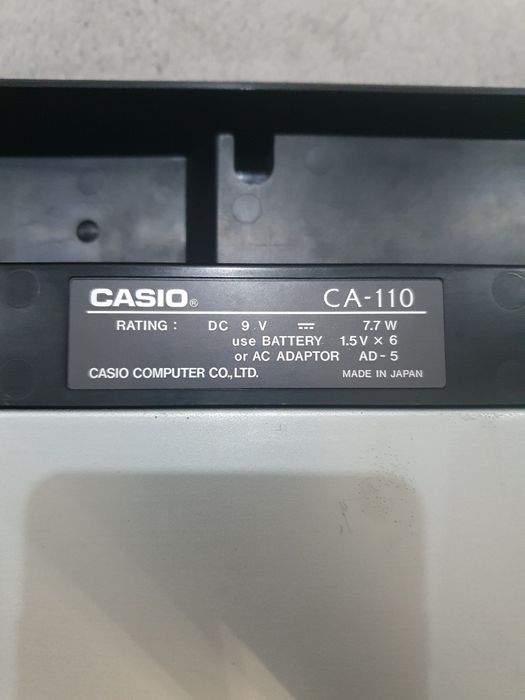 CASIO® CA-110
RATING : DC 9 V ⎓ 7.7 W
use BATTERY 1.5 V × 6
or AC ADAPTOR AD-5
CASIO COMPUTER CO., LTD. MADE IN JAPAN